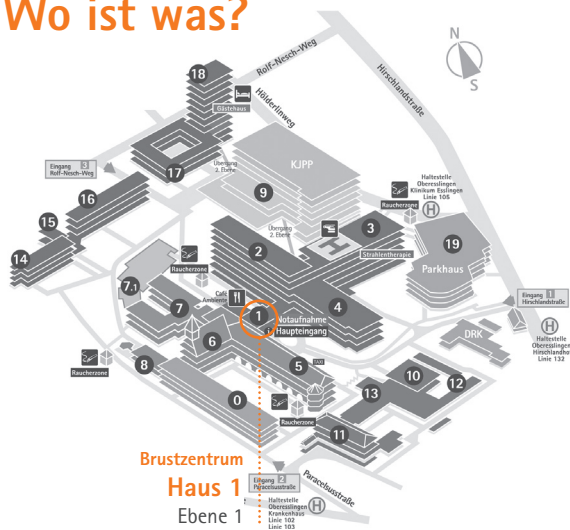 Wo ist was?
N
S
Rolf-Nesch-Weg
Hirschlandstraße
18
Gästehaus
Hölderlinweg
KJPP
Eingang 3
Rolf-Nesch-Weg
17
Übergang
2. Ebene
9
Haltestelle
Oberesslingen
Klinikum Esslingen
Linie 108
Raucherzone
H
16
15
14
Übergang
2. Ebene
H
3
Strahlentherapie
19
Parkhaus
2
Raucherzone
7.1
7
Café
Ambiente
1
Notaufnahme
Haupteingang
4
Eingang 1
Hirschlandstraße
H
Haltestelle
Oberesslingen
Hirschlandho
Linie 132
DRK
6
5
TAXI
8
Raucherzone
0
Raucherzone
10
12
13
11
Brustzentrum
Haus 1
Ebene 1
Eingang 2
Paracelsusstraße
Paracelsusstraße
Haltestelle
Oberesslingen
Krankenhaus
Linie 102
Linie 103
H